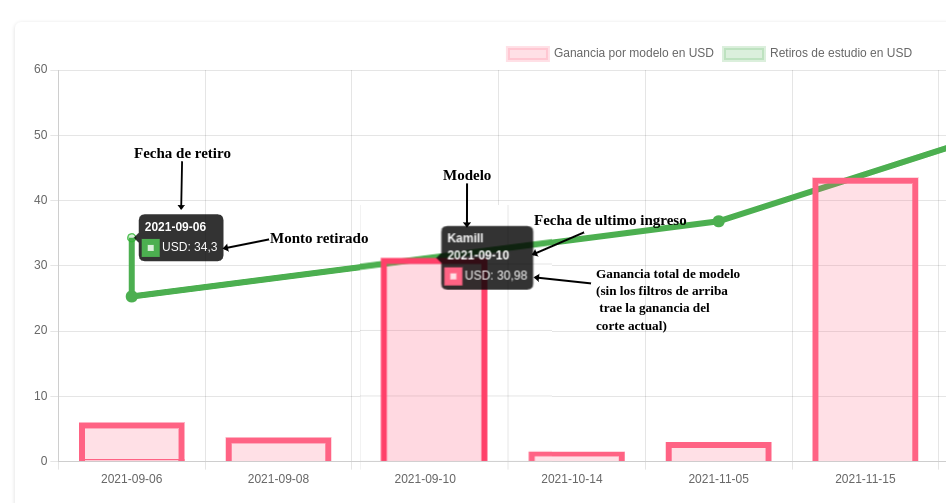 Ganancia por modelo en USD
Retiros de estudio en USD
60
50
40
30
20
10
0
Fecha de retiro
2021-09-06
USD: 34,3
Monto retirado
Modelo
Kamill
2021-09-10
USD: 30,98
Fecha de ultimo ingreso
Ganancia total de modelo
(sin los filtros de arriba
trae la ganancia del
corte actual)
2021-09-06
2021-09-08
2021-09-10
2021-10-14
2021-11-05
2021-11-15